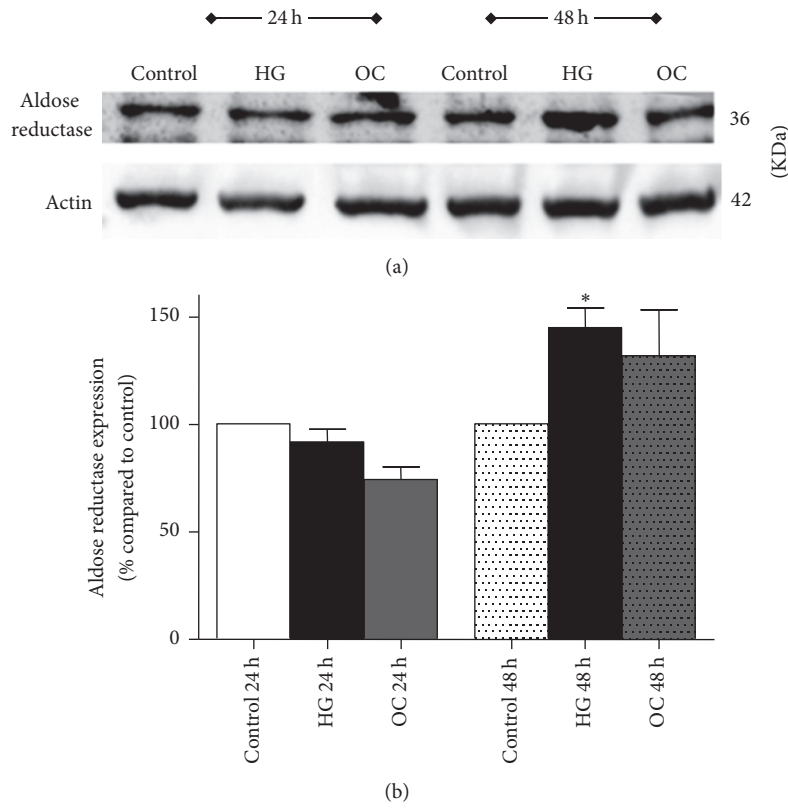 24 h 48 h
Control HG OC Control HG OC
Aldose
reductase
36
Actin
42
(KDa)
(a)
150
100
50
0
Aldose reductase expression
(% compared to control)
*
Control 24 h
HG 24 h
OC 24 h
Control 48 h
HG 48 h
OC 48 h
(b)